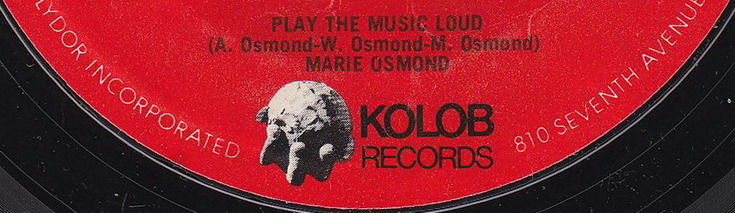 PLAY THE MUSIC LOUD
(A. Osmond-W. Osmond-M. Osmond)
MARIE OSMOND
KOLOB
RECORDS
LYDOR INCORPORATED
810 SEVENTH AVENUE